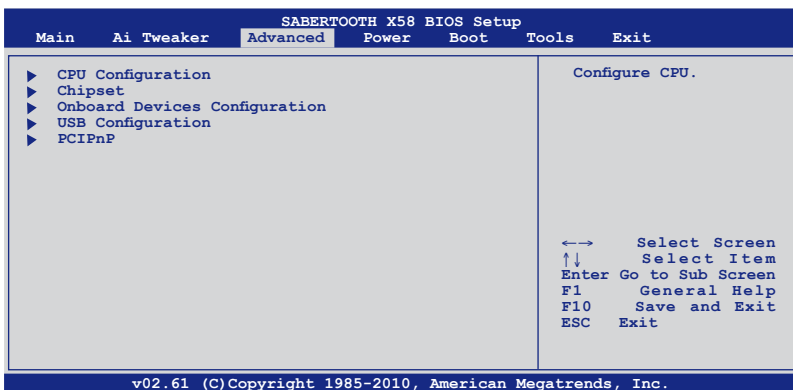 SABERTOOTH X58 BIOS Setup
Main Ai Tweaker Advanced Power Boot Tools Exit
CPU Configuration
Chipset
Onboard Devices Configuration
USB Configuration
PCIPnP
Configure CPU.
←→ Select Screen
↑↓ Select Item
Enter Go to Sub Screen
F1 General Help
F10 Save and Exit
ESC Exit
v02.61 (C)Copyright 1985-2010, American Megatrends, Inc.